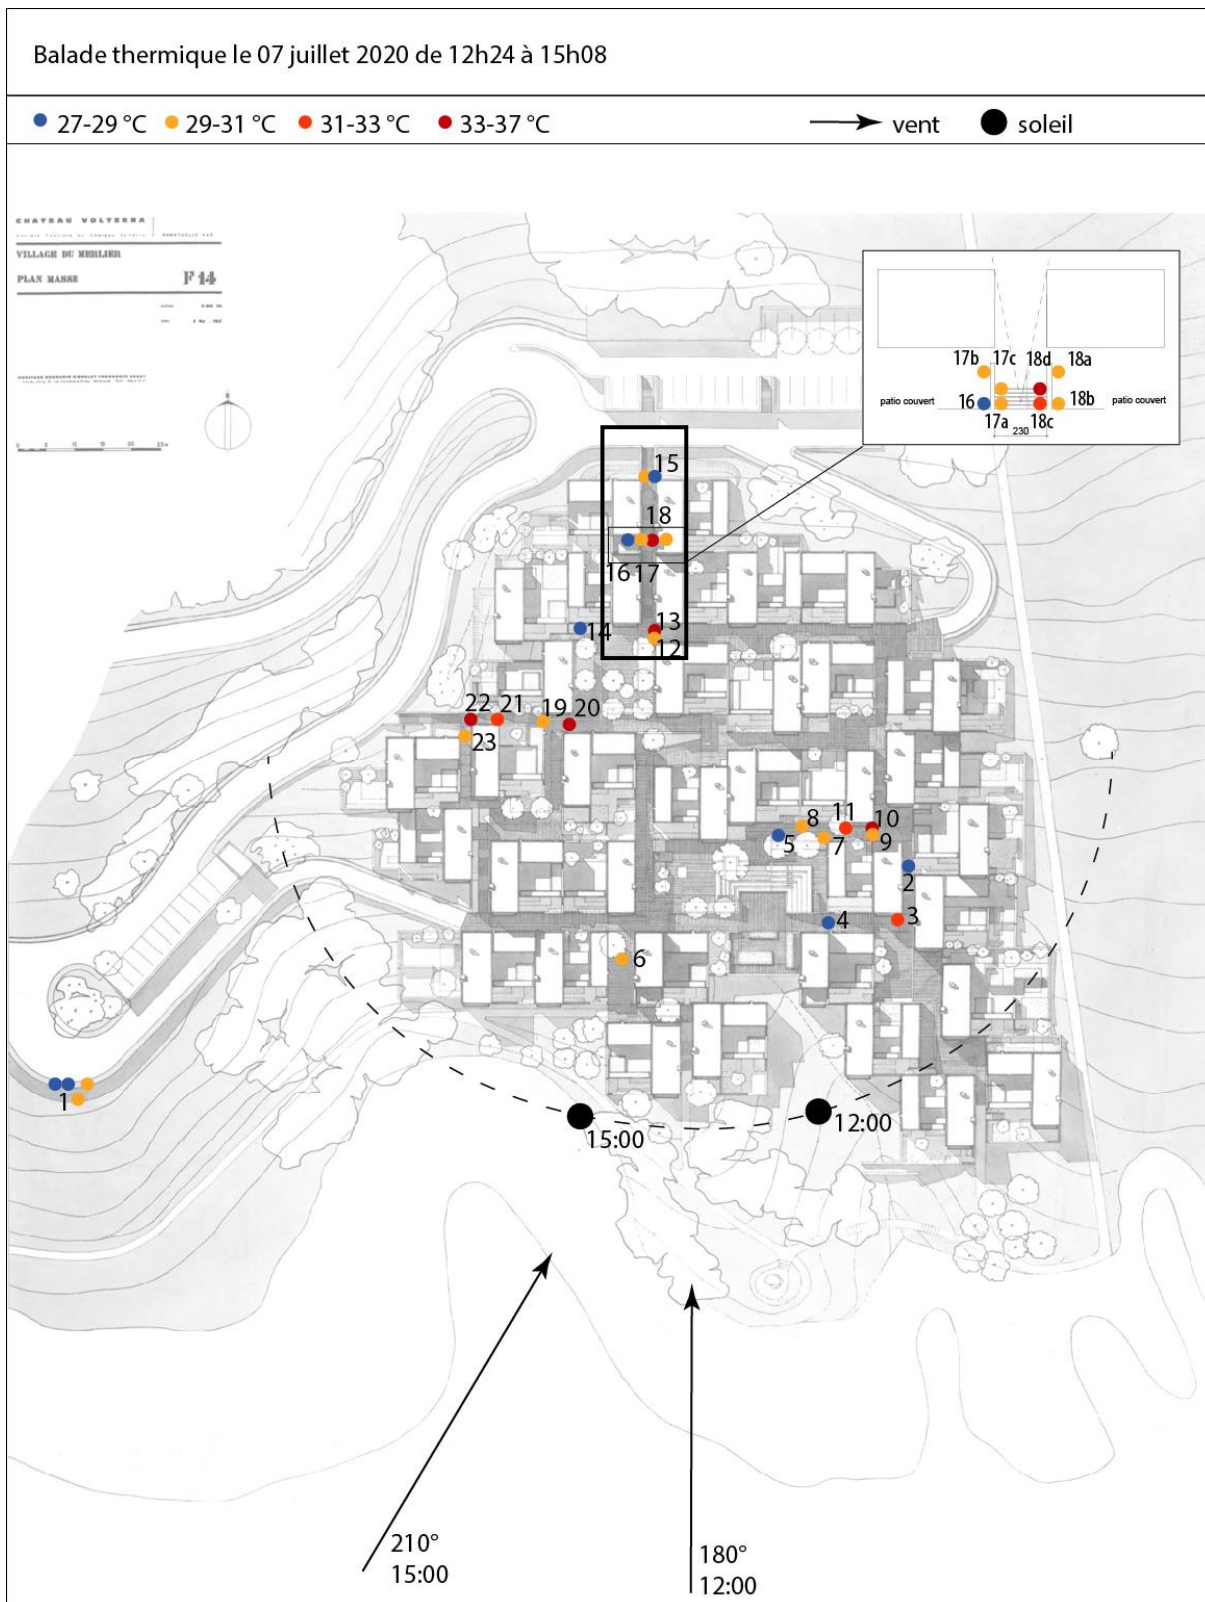 Balade thermique le 07 juillet 2020 de 12h24 à 15h08
27-29 °C 29-31 °C 31-33 °C 33-37 °C vent soleil
CHATEAU VOLTERRA
VILLAGE DU MERLIER
PLAN MASSE F 14
17b 17c 18d 18a
patio couvert 16 18b patio couvert
17a 18c
230
15
18
16 17
13
14 12
22 21 19 20
23
8 11 10
5 7 9
2
4 3
6
1
15:00 12:00
210°
15:00
180°
12:00